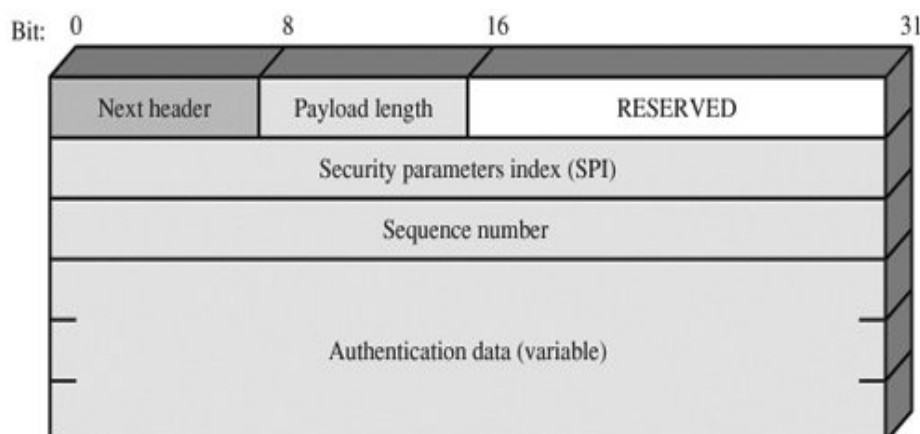 Bit: 0 8 16 31
Next header Payload length RESERVED
Security parameters index (SPI)
Sequence number
Authentication data (variable)